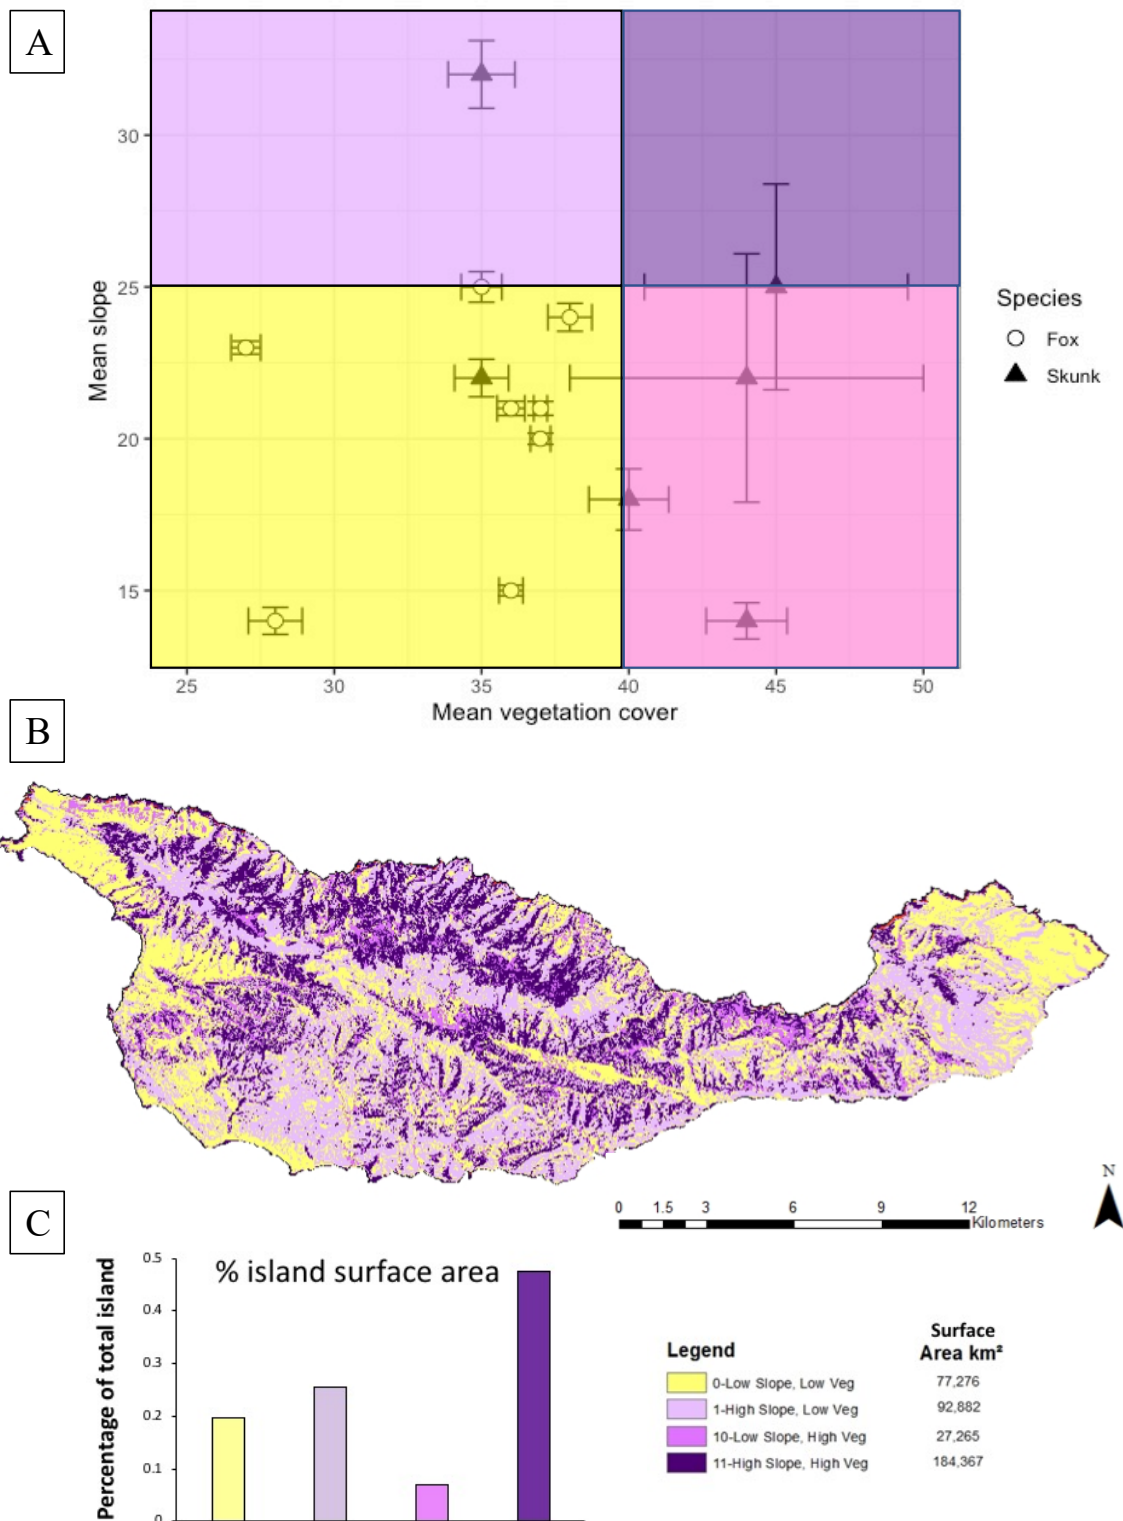 A
30
25
20
15
Mean slope
25 30 35 40 45 50
Mean vegetation cover
Species
Fox
Skunk
B
N
0 1.5 3 6 9 12
Kilometers
C
% island surface area
Percentage of total island
0.5
0.4
0.3
0.2
0.1
0
Legend
Surface
Area km²
0-Low Slope, Low Veg 77,276
1-High Slope, Low Veg 92,882
10-Low Slope, High Veg 27,265
11-High Slope, High Veg 184,367